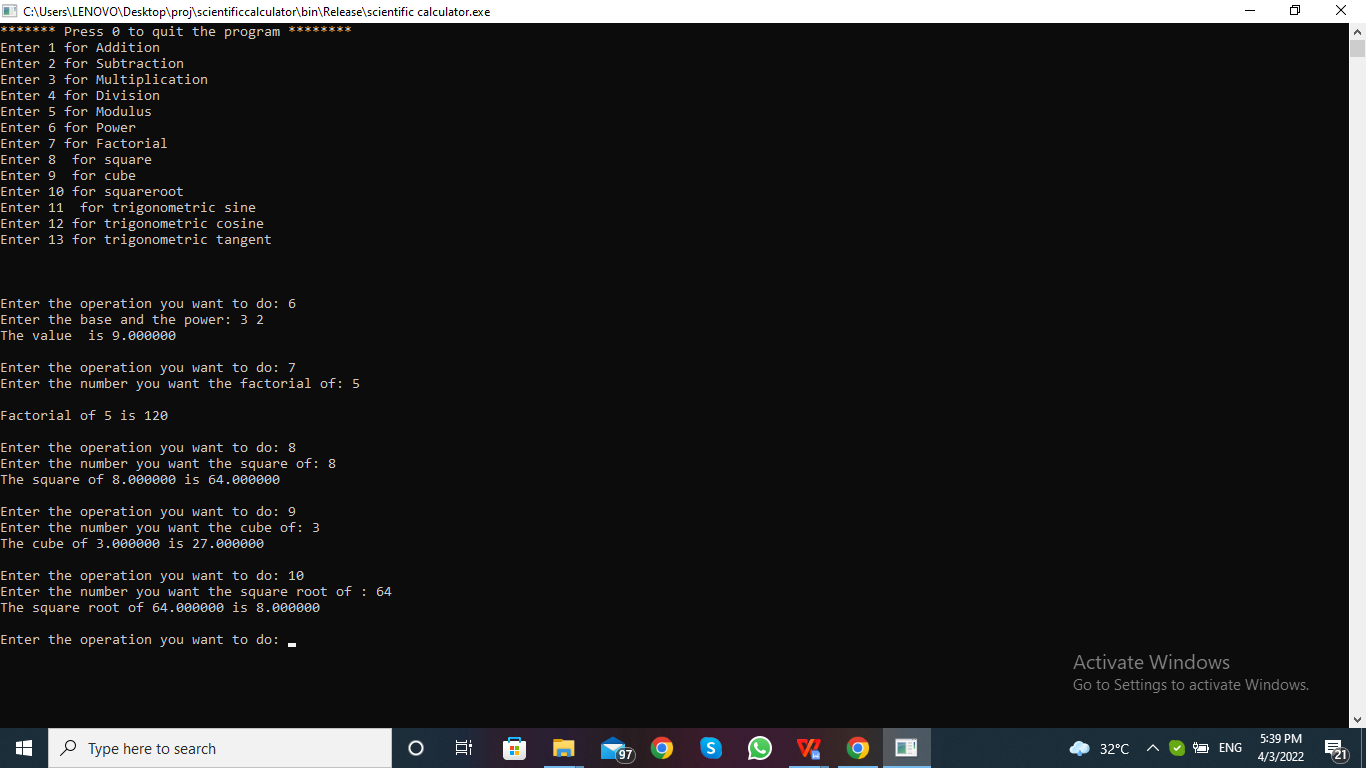 C:\Users\LENOVO\Desktop\proj\scientificcalculator\bin\Release\scientific calculator.exe
******* Press 0 to quit the program ********
Enter 1 for Addition
Enter 2 for Subtraction
Enter 3 for Multiplication
Enter 4 for Division
Enter 5 for Modulus
Enter 6 for Power
Enter 7 for Factorial
Enter 8  for square
Enter 9  for cube
Enter 10 for squareroot
Enter 11  for trigonometric sine
Enter 12 for trigonometric cosine
Enter 13 for trigonometric tangent
Enter the operation you want to do: 6
Enter the base and the power: 3 2
The value  is 9.000000
Enter the operation you want to do: 7
Enter the number you want the factorial of: 5
Factorial of 5 is 120
Enter the operation you want to do: 8
Enter the number you want the square of: 8
The square of 8.000000 is 64.000000
Enter the operation you want to do: 9
Enter the number you want the cube of: 3
The cube of 3.000000 is 27.000000
Enter the operation you want to do: 10
Enter the number you want the square root of : 64
The square root of 64.000000 is 8.000000
Enter the operation you want to do:
Activate Windows
Go to Settings to activate Windows.
Type here to search
97
32°C
ENG
5:39 PM
4/3/2022
21